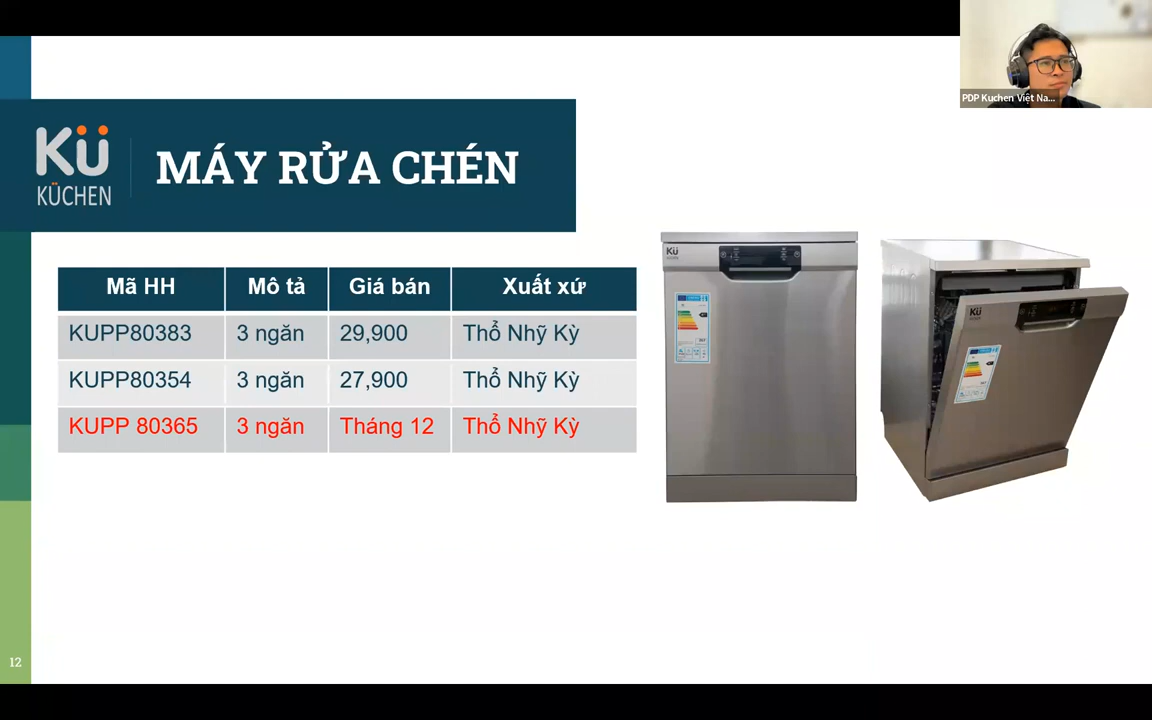 PDP Kuchen Việt Na...
Kü
KÜCHEN
MÁY RỬA CHÉN
Mã HH Mô tả Giá bán Xuất xứ
KUPP80383 3 ngăn 29,900 Thổ Nhỹ Kỳ
KUPP80354 3 ngăn 27,900 Thổ Nhỹ Kỳ
KUPP 80365 3 ngăn Tháng 12 Thổ Nhỹ Kỳ
Kü
Kü
12